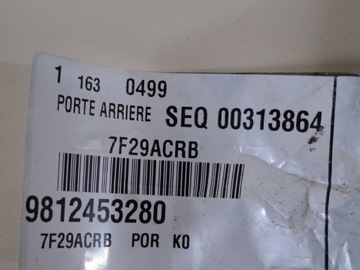 1 163 0499
PORTE ARRIERE SEQ 00313864
7F29ACRB
9812453280
7F29ACRB POR KO